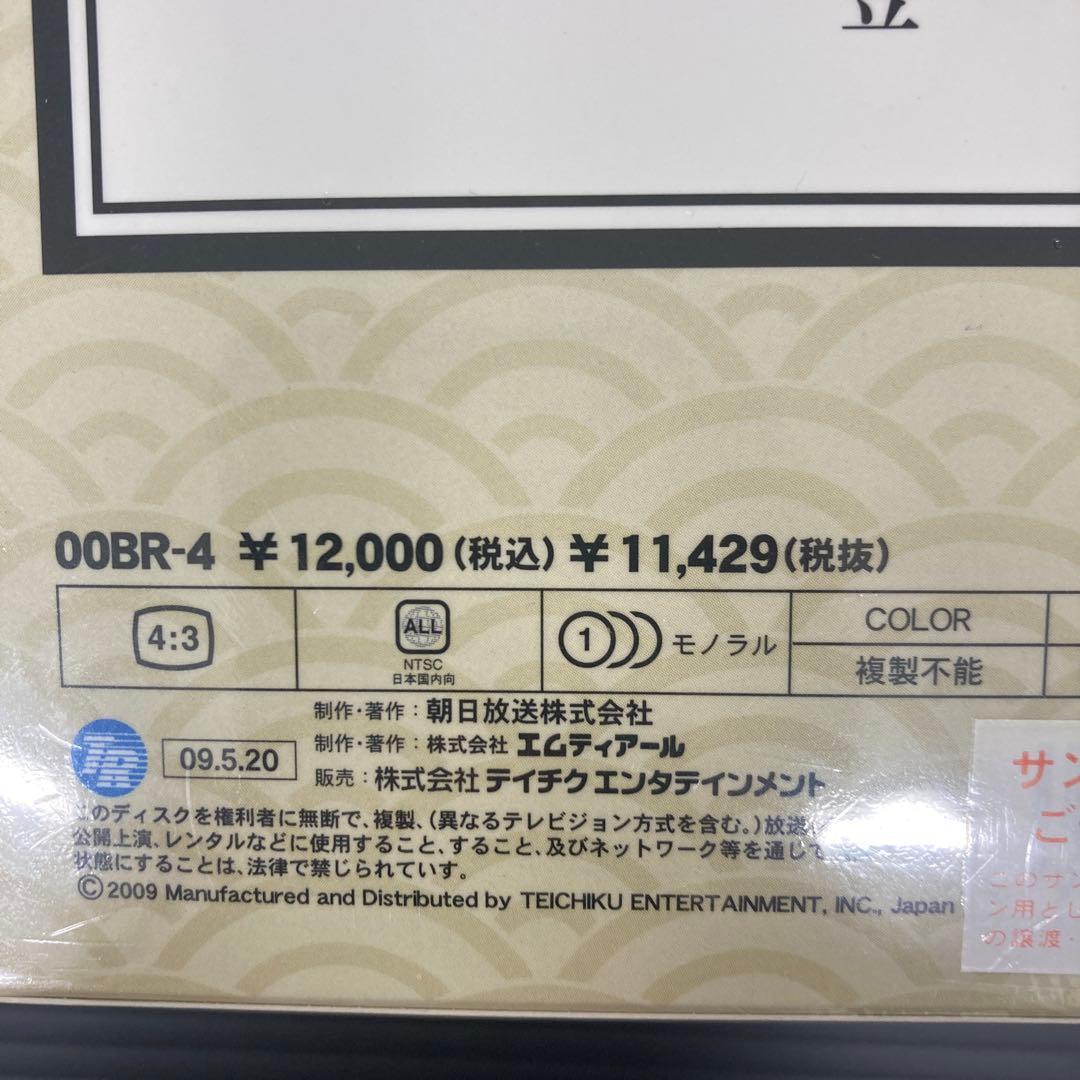 立
00BR-4 ¥12,000(税込) ¥11,429(税抜)
4:3
ALL
NTSC
日本国内向
1 モノラル
COLOR
複製不能
制作・著作：朝日放送株式会社
09.5.20
制作・著作：株式会社 エムティアール
販売：株式会社 テイチクエンタテインメント
このディスクを権利者に無断で、複製、(異なるテレビジョン方式を含む。)放送
公開上演、レンタルなどに使用すること、すること、及びネットワーク等を通して
状態にすることは、法律で禁じられています。
©2009 Manufactured and Distributed by TEICHIKU ENTERTAINMENT, INC., Japan
サン
ご
このサン
ン用とし
の譲渡・